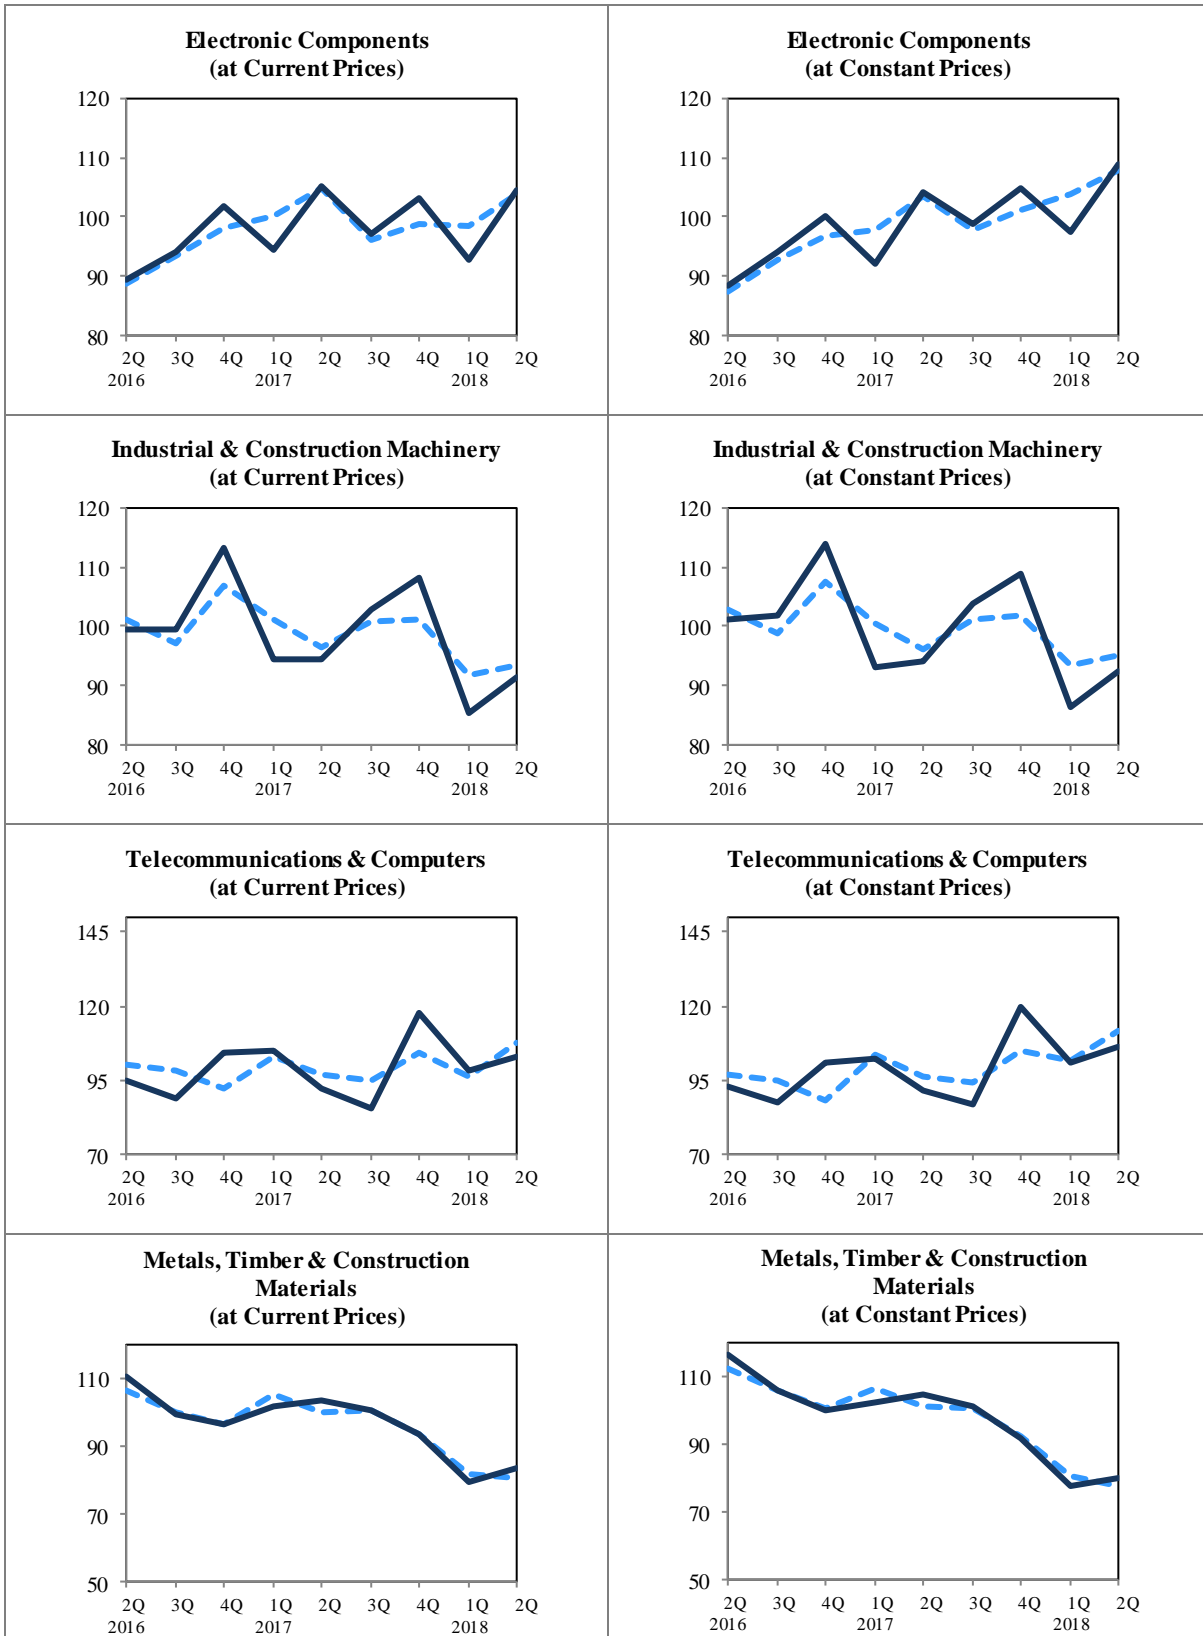 Electronic Components
(at Current Prices)
120
110
100
90
80
2Q 3Q 4Q 1Q 2Q 3Q 4Q 1Q 2Q
2016 2017 2018
Electronic Components
(at Constant Prices)
120
110
100
90
80
2Q 3Q 4Q 1Q 2Q 3Q 4Q 1Q 2Q
2016 2017 2018
Industrial & Construction Machinery
(at Current Prices)
120
110
100
90
80
2Q 3Q 4Q 1Q 2Q 3Q 4Q 1Q 2Q
2016 2017 2018
Industrial & Construction Machinery
(at Constant Prices)
120
110
100
90
80
2Q 3Q 4Q 1Q 2Q 3Q 4Q 1Q 2Q
2016 2017 2018
Telecommunications & Computers
(at Current Prices)
145
120
95
70
2Q 3Q 4Q 1Q 2Q 3Q 4Q 1Q 2Q
2016 2017 2018
Telecommunications & Computers
(at Constant Prices)
145
120
95
70
2Q 3Q 4Q 1Q 2Q 3Q 4Q 1Q 2Q
2016 2017 2018
Metals, Timber & Construction
Materials
(at Current Prices)
110
90
70
50
2Q 3Q 4Q 1Q 2Q 3Q 4Q 1Q 2Q
2016 2017 2018
Metals, Timber & Construction
Materials
(at Constant Prices)
110
90
70
50
2Q 3Q 4Q 1Q 2Q 3Q 4Q 1Q 2Q
2016 2017 2018